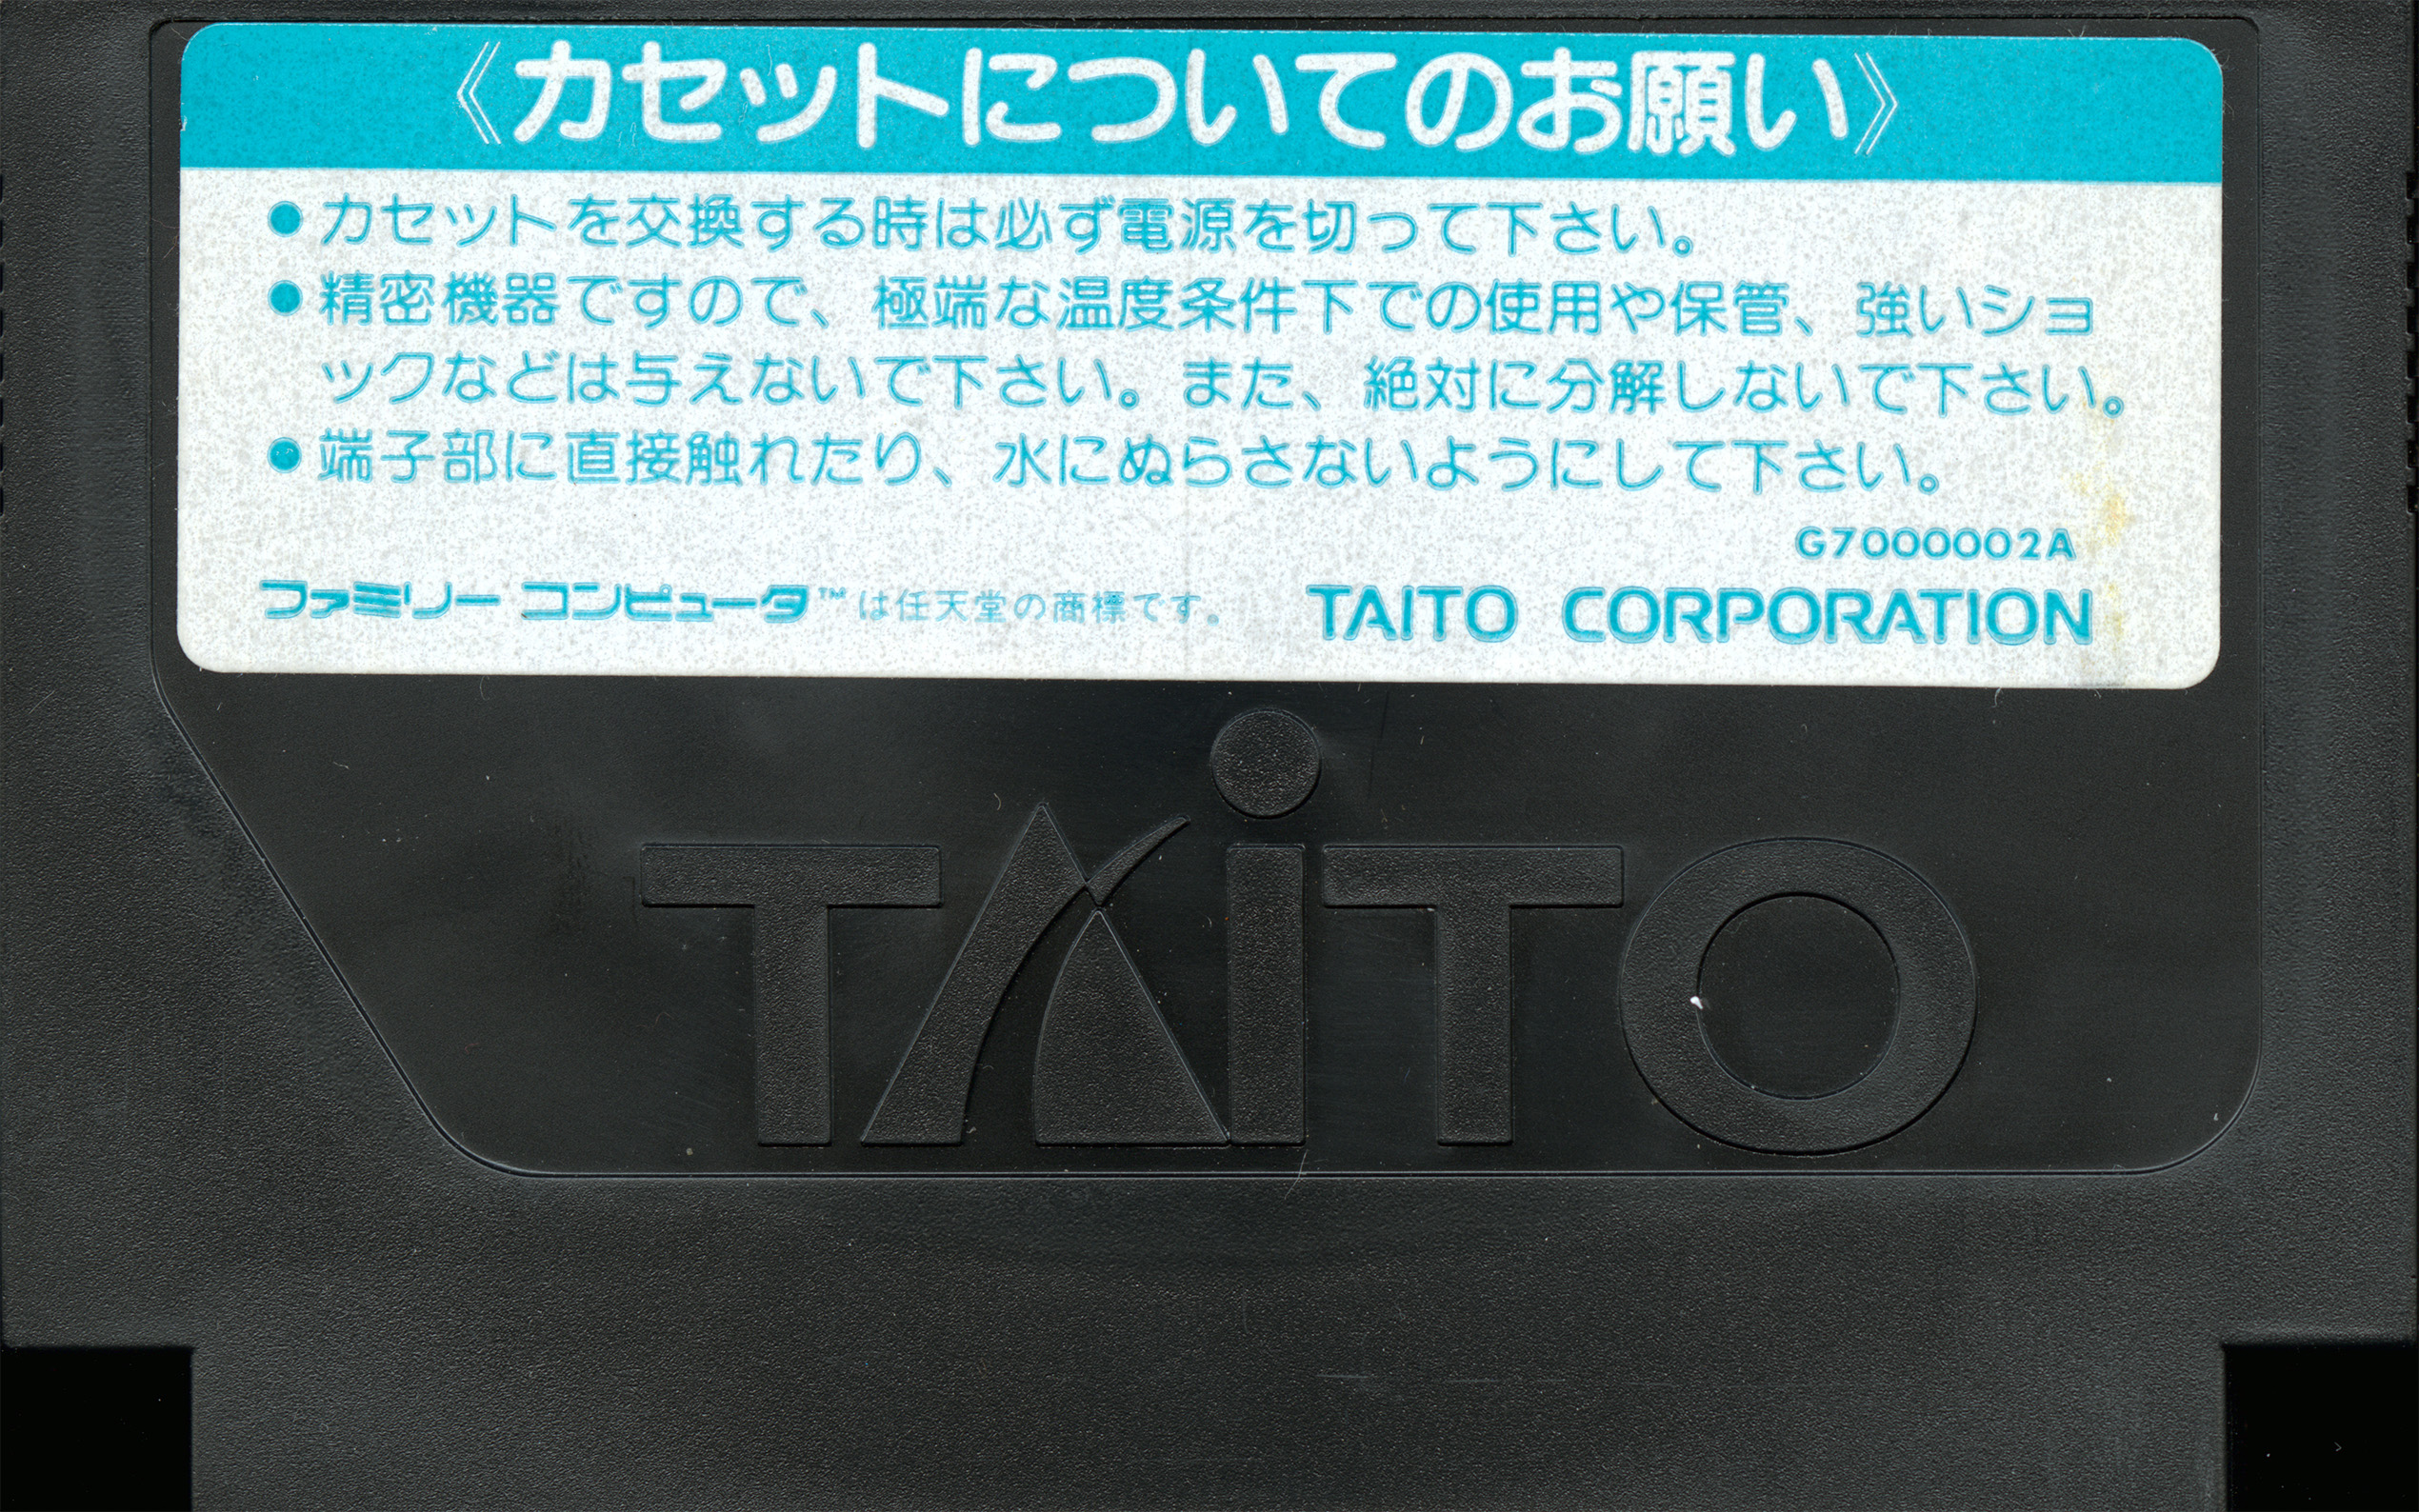 《カセットについてのお願い》
●カセットを交換する時は必ず電源を切って下さい。
●精密機器ですので、極端な温度条件下での使用や保管、強いショ
ックなどは与えないで下さい。また、絶対に分解しないで下さい。
●端子部に直接触れたり、水にぬらさないようにして下さい。
G7000002A
ファミリー コンピュータ™は任天堂の商標です。 TAITO CORPORATION
TAiTO